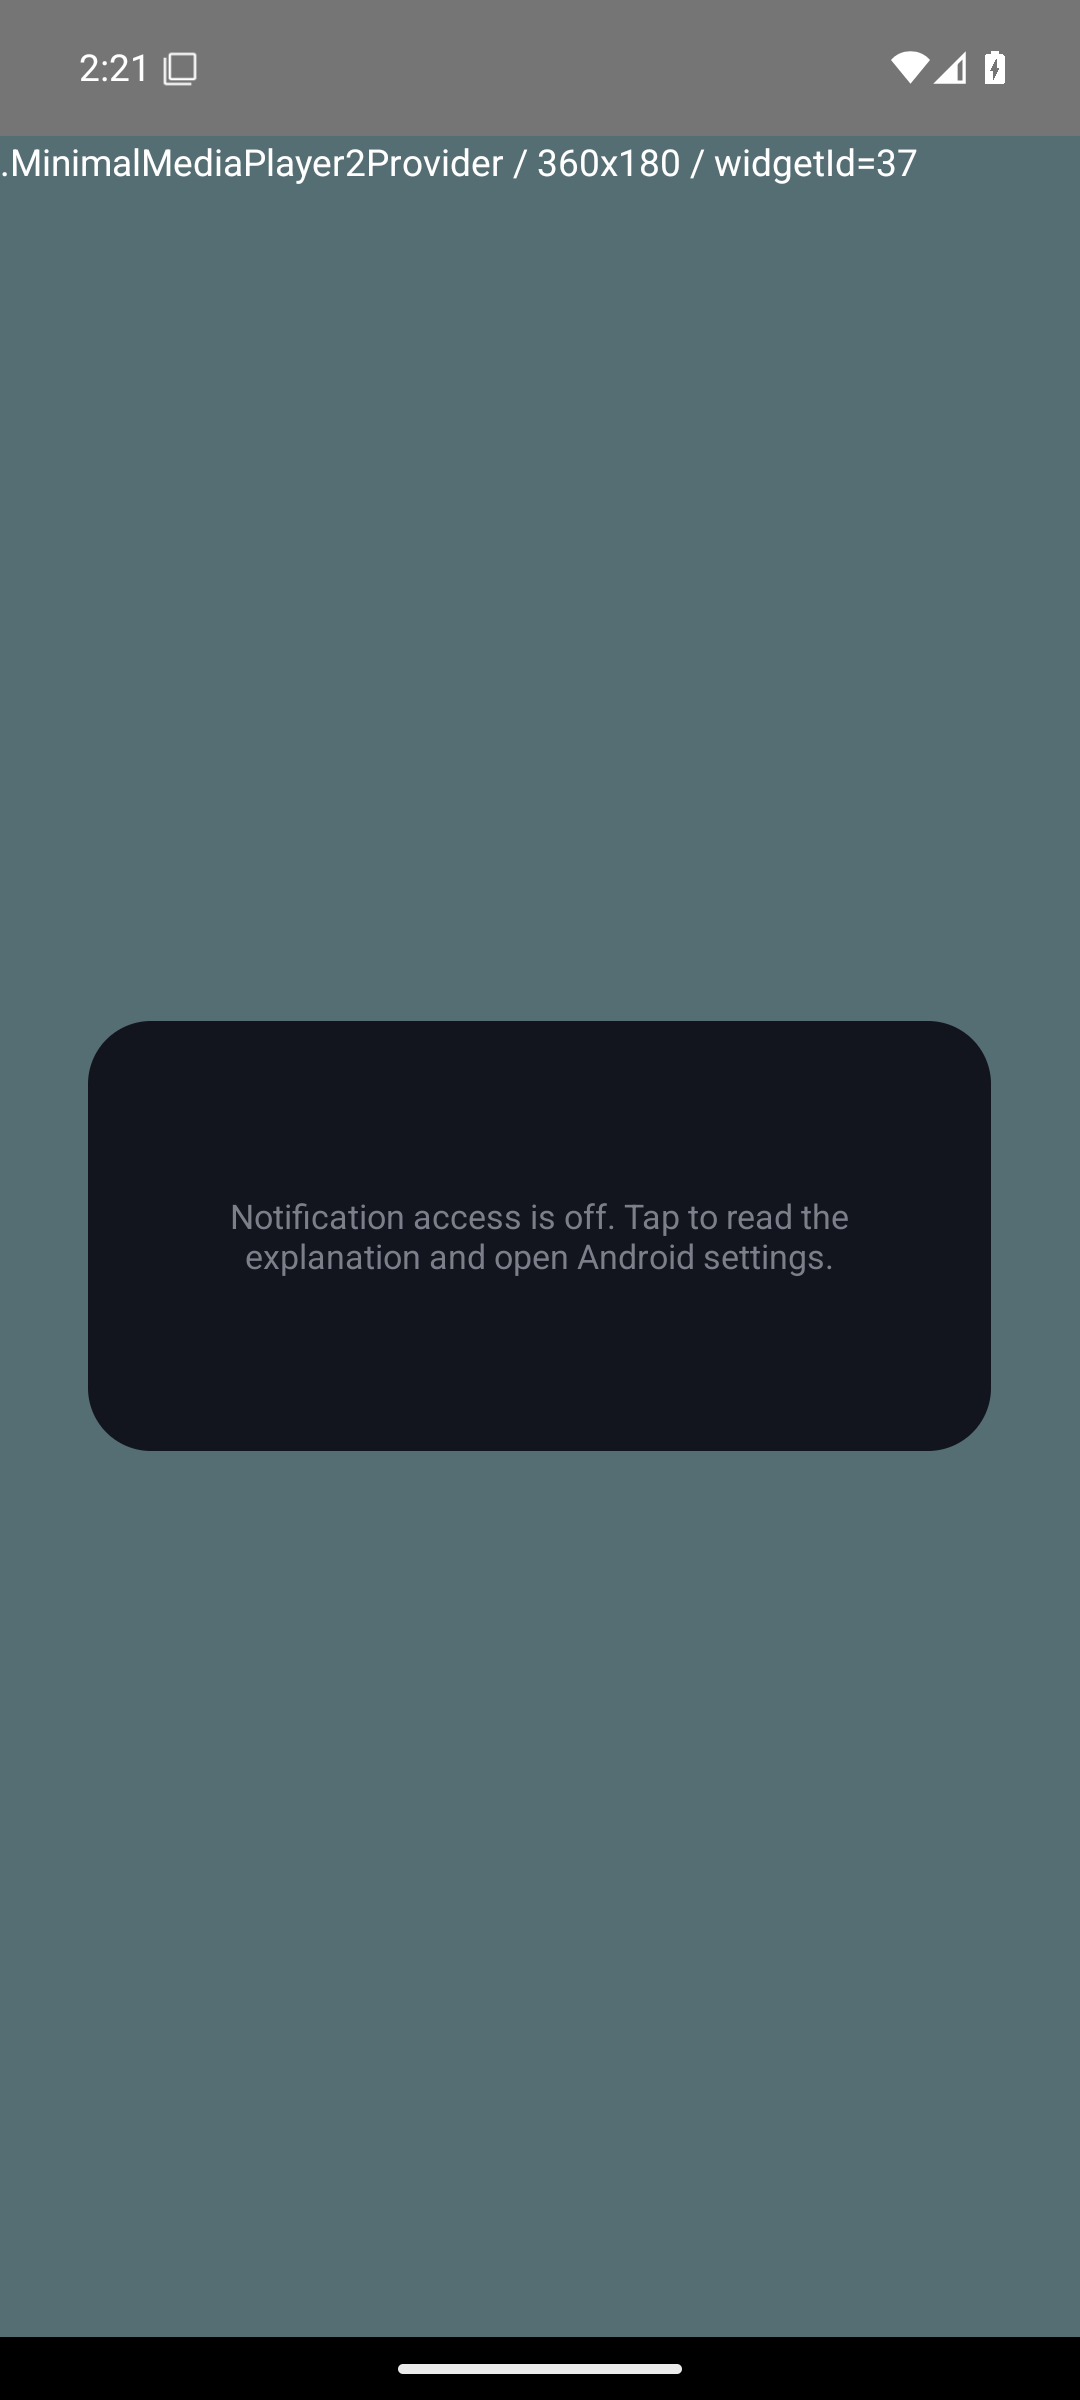 2:21
.MinimalMediaPlayer2Provider / 360x180 / widgetId=37
Notification access is off. Tap to read the
explanation and open Android settings.